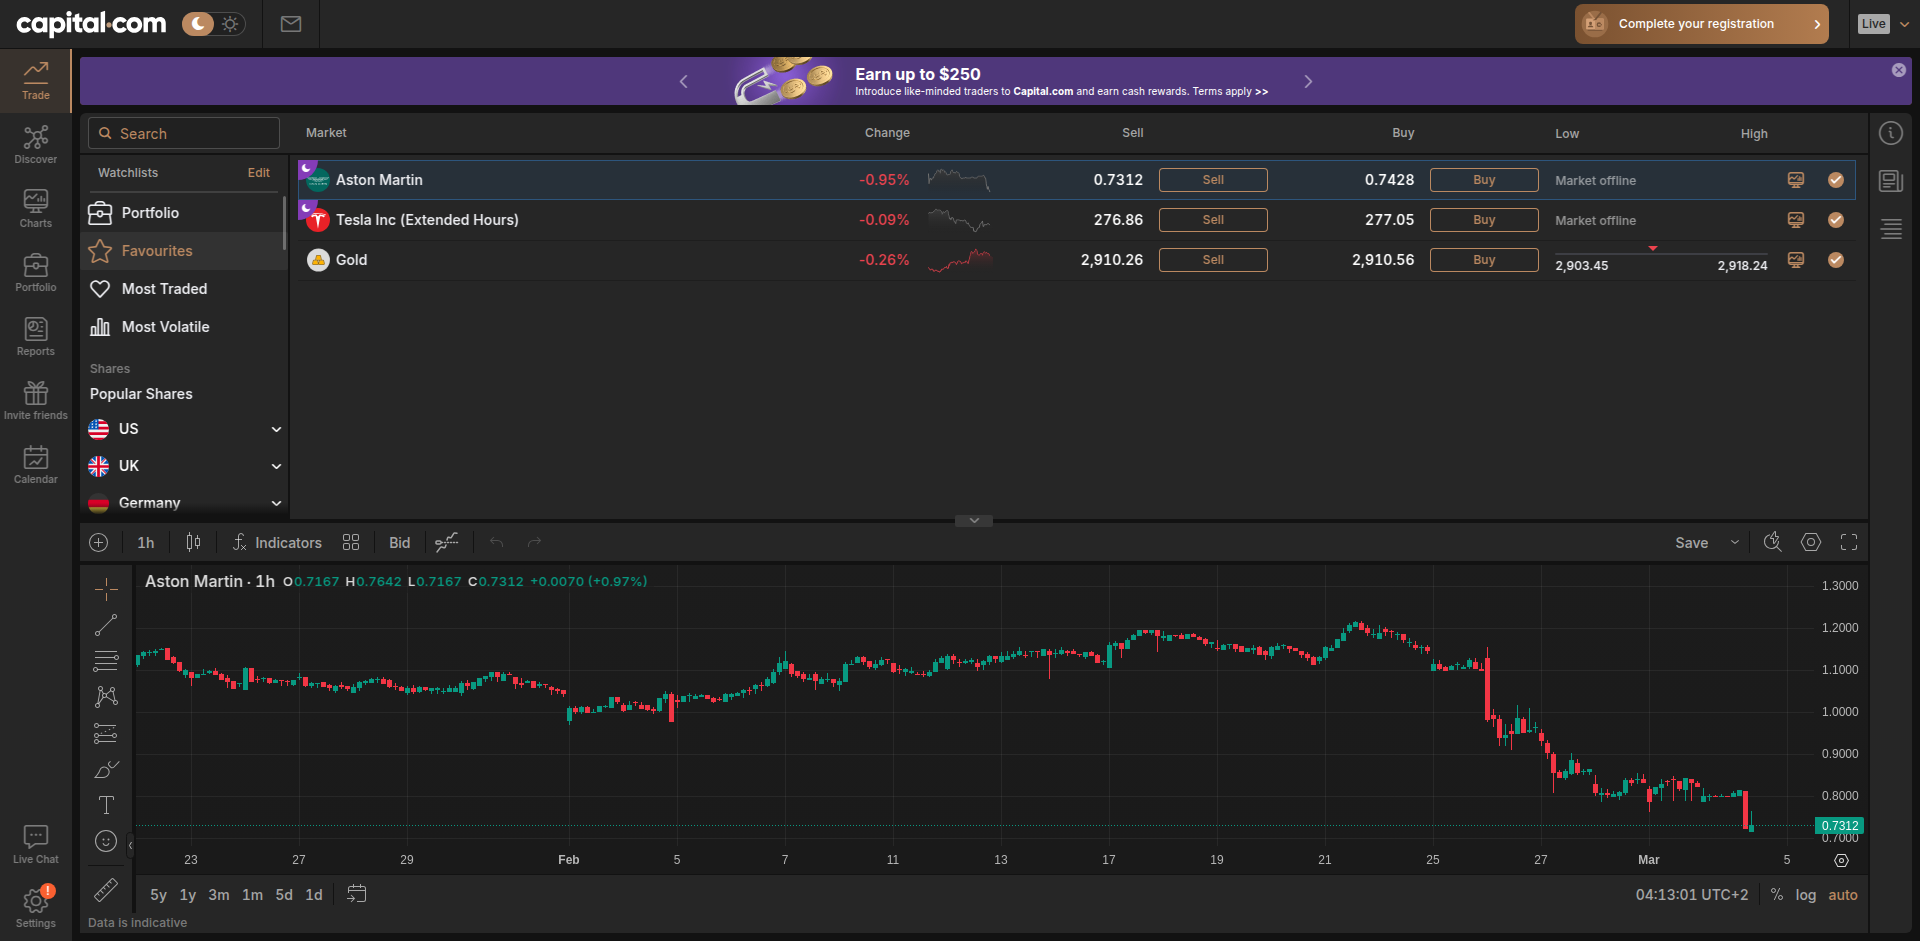 capital.com
Complete your registration
Live
Trade
Discover
Charts
Portfolio
Reports
Invite friends
Calendar
Live Chat
Settings
Earn up to $250
Introduce like-minded traders to Capital.com and earn cash rewards. Terms apply >>
Search
Watchlists Edit
Portfolio
Favourites
Most Traded
Most Volatile
Shares
Popular Shares
US
UK
Germany
Market Change Sell Buy Low High
Aston Martin -0.95% 0.7312 Sell 0.7428 Buy Market offline
Tesla Inc (Extended Hours) -0.09% 276.86 Sell 277.05 Buy Market offline
Gold -0.26% 2,910.26 Sell 2,910.56 Buy 2,903.45 2,918.24
1h Indicators Bid Save
Aston Martin · 1h O0.7167 H0.7642 L0.7167 C0.7312 +0.0070 (+0.97%)
1.3000
1.2000
1.1000
1.0000
0.9000
0.8000
0.7312
0.7000
23 27 29 Feb 5 7 11 13 17 19 21 25 27 Mar 5
5y 1y 3m 1m 5d 1d 04:13:01 UTC+2 % log auto
Data is indicative